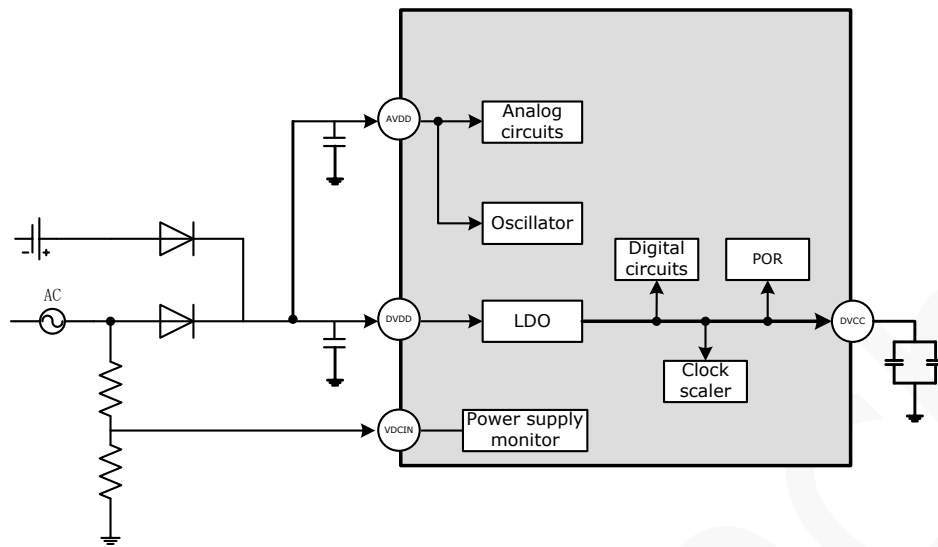 AVDD
Analog
circuits
Oscillator
Digital
circuits
POR
- +
AC
DVDD
LDO
DVCC
Clock
scaler
VDCIN
Power supply
monitor